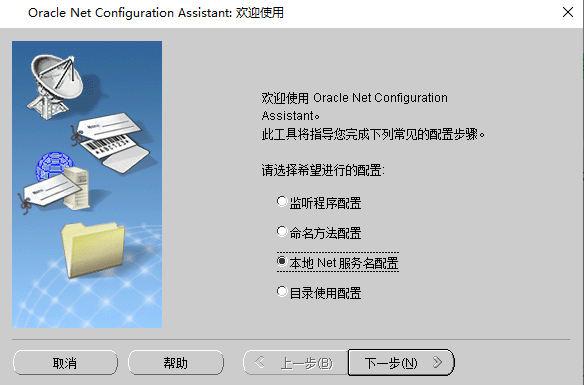 Oracle Net Configuration Assistant: 欢迎使用
欢迎使用 Oracle Net Configuration
Assistant。
此工具将指导您完成下列常见的配置步骤。
请选择希望进行的配置:
监听程序配置
命名方法配置
本地 Net 服务名配置
目录使用配置
取消
帮助
上一步(B)
下一步(N)